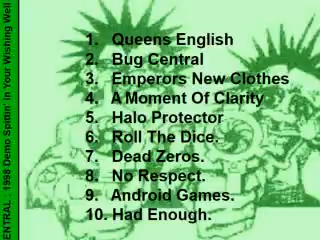 ENTRAL . 1998 Demo Spittin' in Your Wishing Well
1. Queens English
2. Bug Central
3. Emperors New Clothes
4. A Moment Of Clarity
5. Halo Protector
6. Roll The Dice.
7. Dead Zeros.
8. No Respect.
9. Android Games.
10. Had Enough.